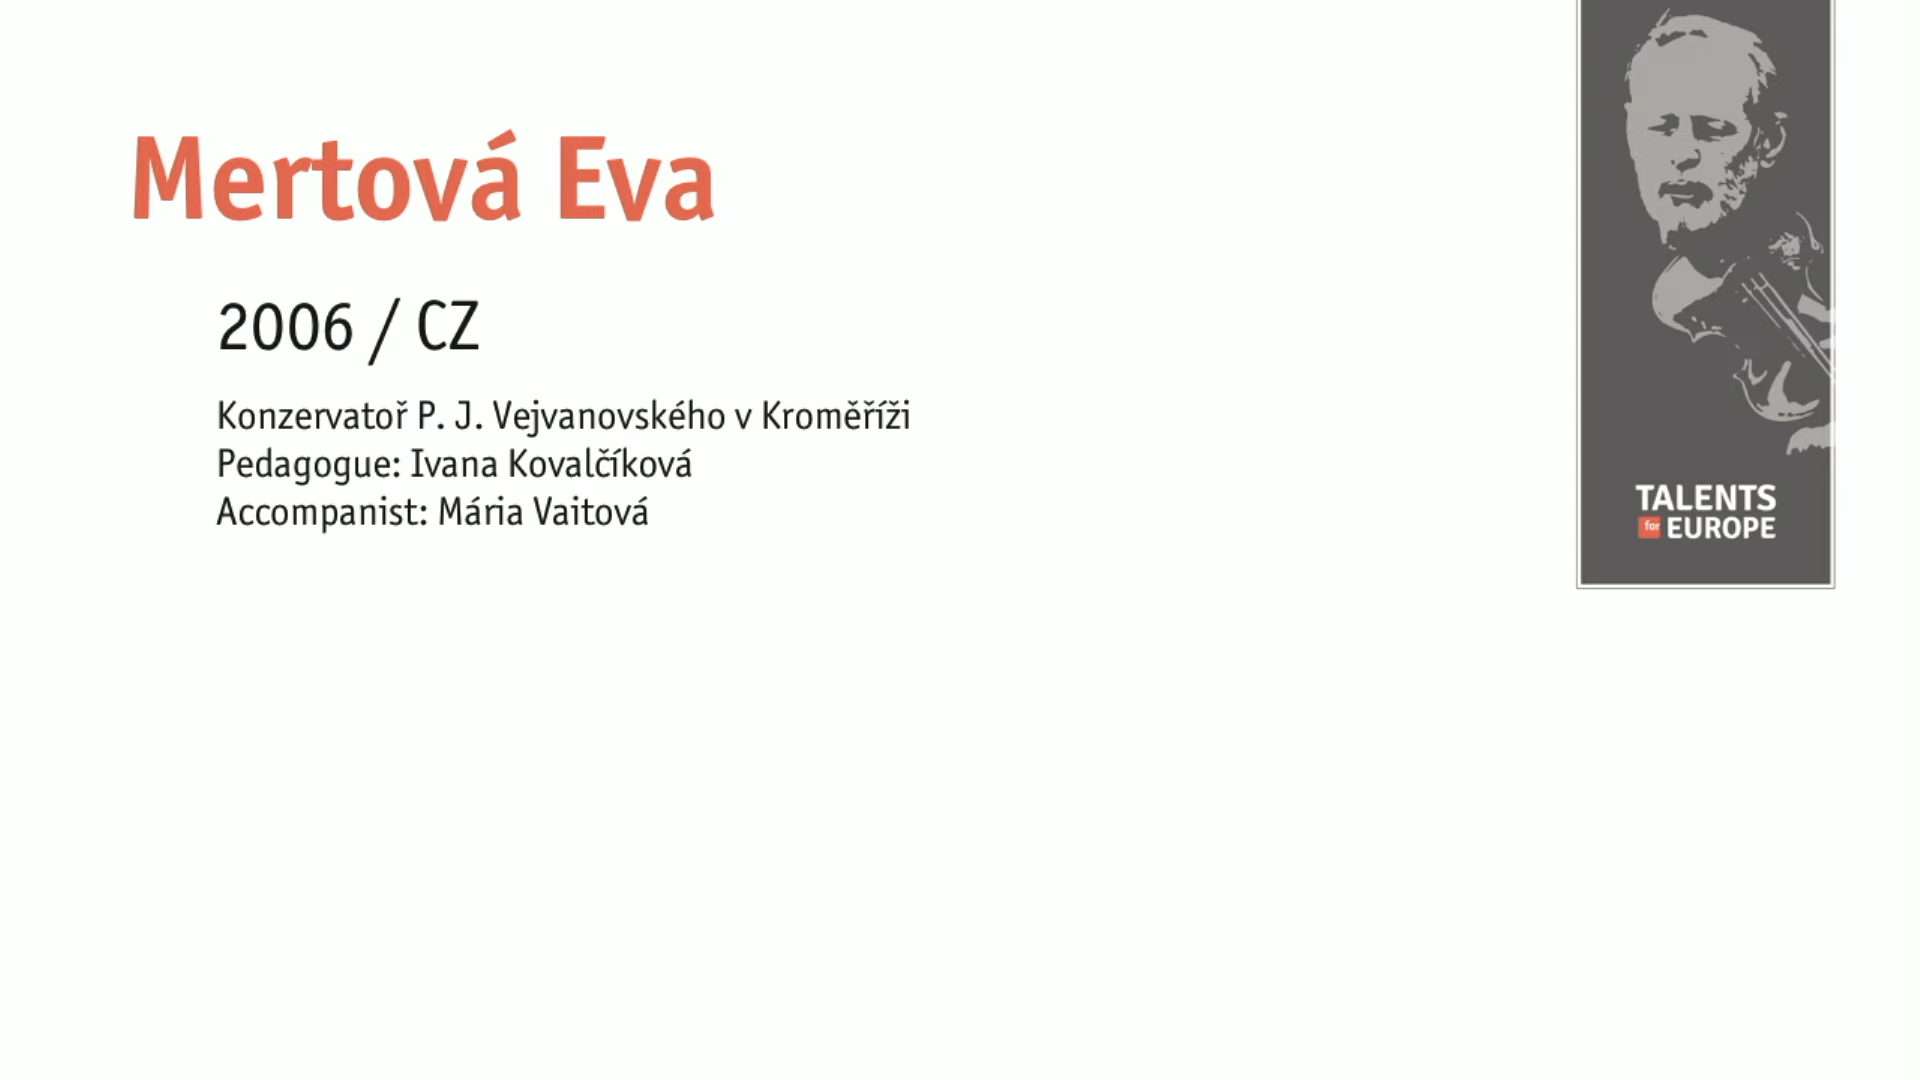 Mertová Eva
2006 / CZ
Konzervatoř P. J. Vejvanovského v Kroměříži
Pedagogue: Ivana Kovalčíková
Accompanist: Mária Vaitová
TALENTS
for EUROPE